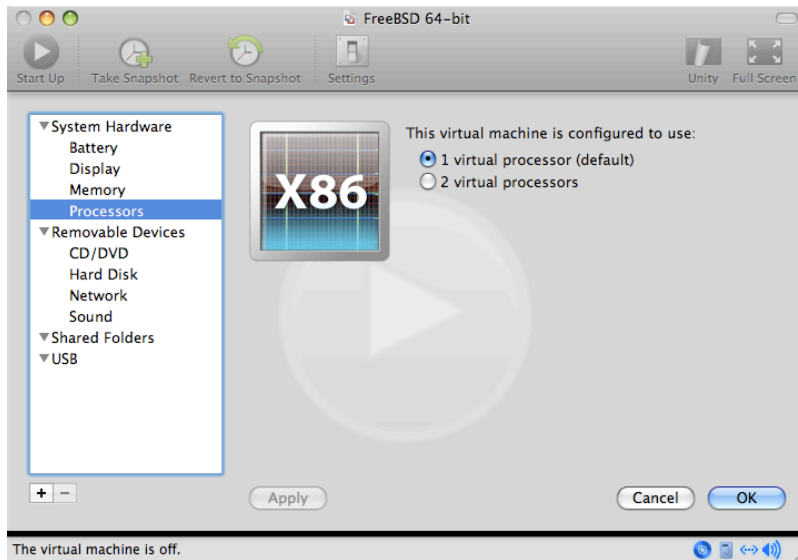 FreeBSD 64-bit
Start Up Take Snapshot Revert to Snapshot Settings Unity Full Screen
System Hardware
Battery
Display
Memory
Processors
Removable Devices
CD/DVD
Hard Disk
Network
Sound
Shared Folders
USB
X86
This virtual machine is configured to use:
1 virtual processor (default)
2 virtual processors
+ −
Apply
Cancel
OK
The virtual machine is off.